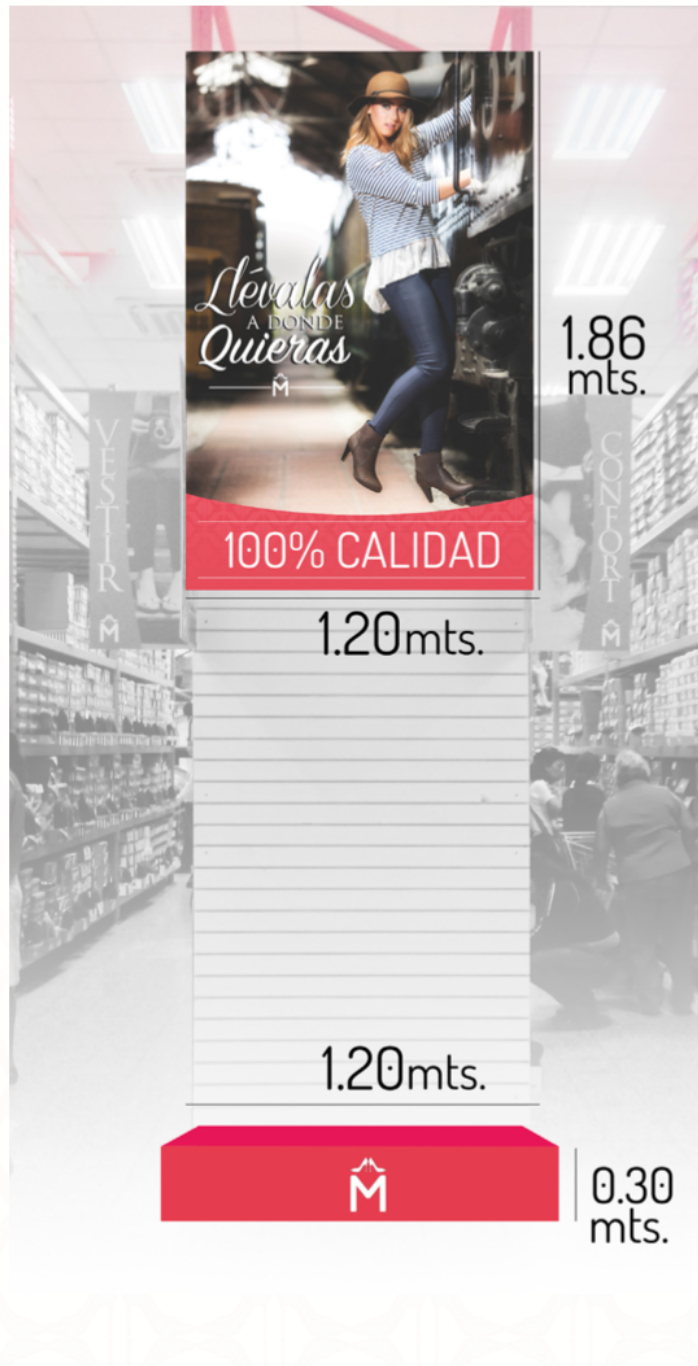 Llévalas
A DONDE
Quieras
M
1.86
mts.
VESTIR
M
CONFORT
M
100% CALIDAD
1.20mts.
1.20mts.
M
0.30
mts.